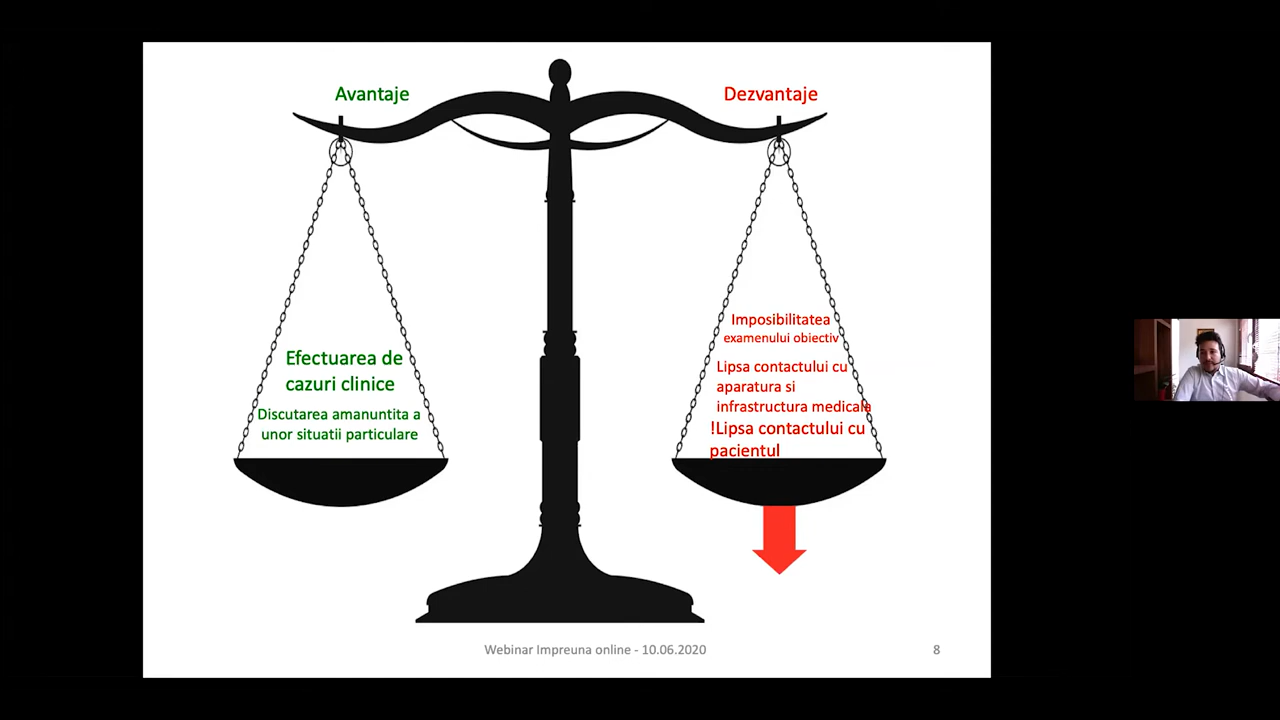 Avantaje
Dezvantaje
Efectuarea de
cazuri clinice
Discutarea amanuntita a
unor situatii particulare
Imposibilitatea
examenului obiectiv
Lipsa contactului cu
aparatura si
infrastructura medicala
!Lipsa contactului cu
pacientul
Webinar Impreuna online - 10.06.2020
8